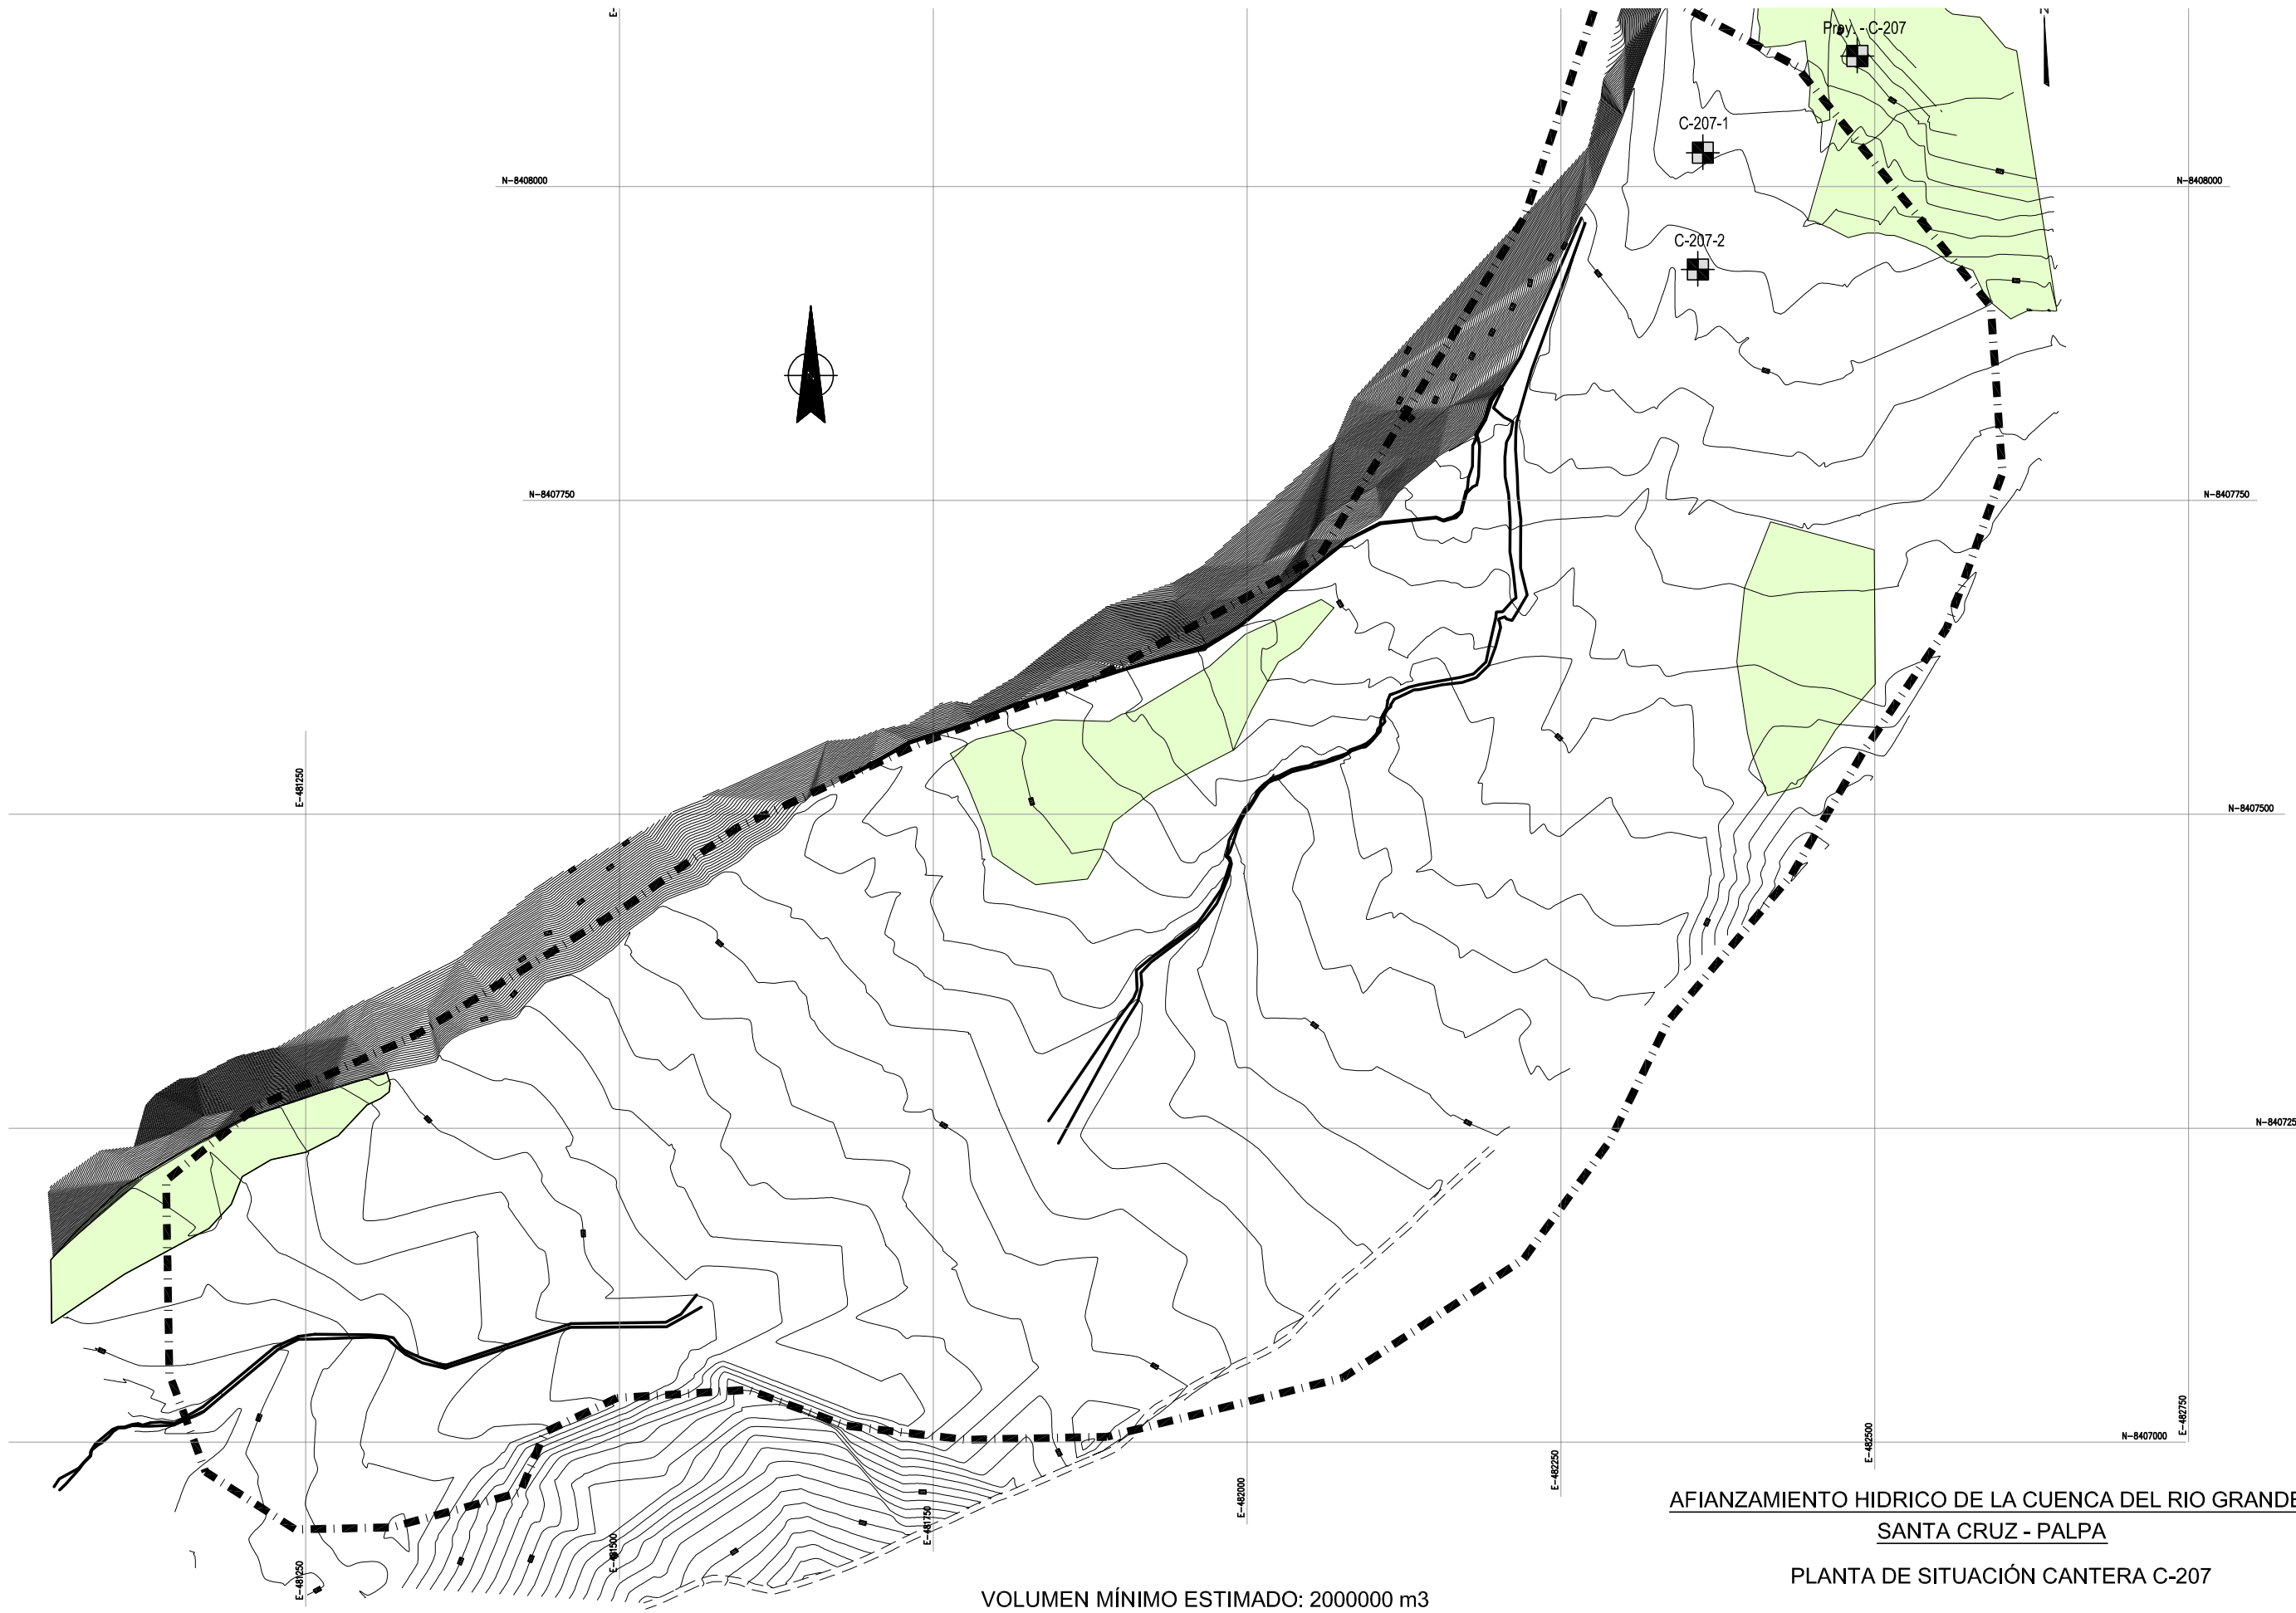 E-
N
Proy. - C-207
C-207-1
N-8408000
N-8408000
C-207-2
N-8407750
N-8407750
E-481250
N-8407500
N-840725
E-482750
E-482500
N-8407000
E-482250
E-482000
E-481750
E-481500
E-481250
AFIANZAMIENTO HIDRICO DE LA CUENCA DEL RIO GRANDE
SANTA CRUZ - PALPA
PLANTA DE SITUACIÓN CANTERA C-207
VOLUMEN MÍNIMO ESTIMADO: 2000000 m3